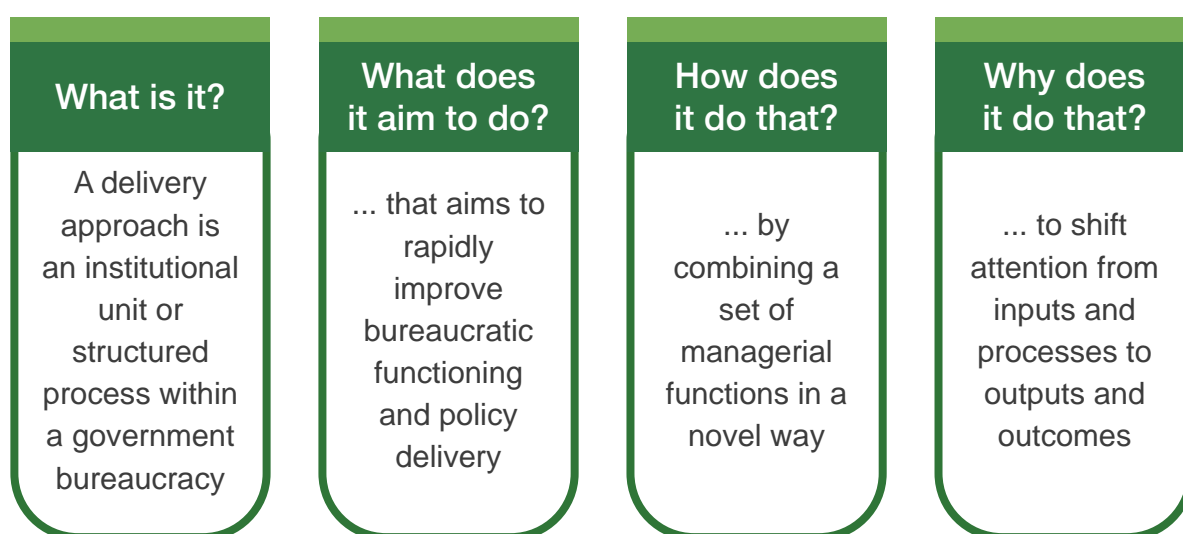 What is it?
A delivery
approach is
an institutional
unit or
structured
process within
a government
bureaucracy
What does
it aim to do?
... that aims to
rapidly
improve
bureaucratic
functioning
and policy
delivery
How does
it do that?
... by
combining a
set of
managerial
functions in a
novel way
Why does
it do that?
... to shift
attention from
inputs and
processes to
outputs and
outcomes